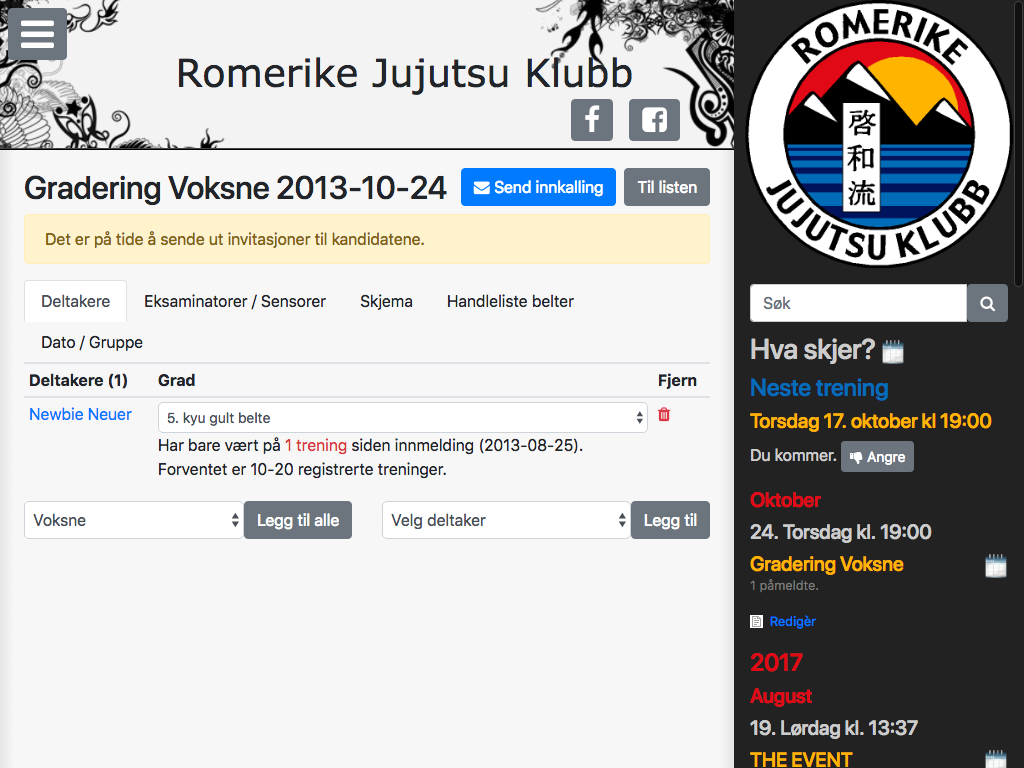 Romerike Jujutsu Klubb
Gradering Voksne 2013-10-24
Send innkalling
Til listen
Det er på tide å sende ut invitasjoner til kandidatene.
Deltakere
Eksaminatorer / Sensorer
Skjema
Handleliste belter
Dato / Gruppe
Deltakere (1) Grad Fjern
Newbie Neuer
5. kyu gult belte
Har bare vært på 1 trening siden innmelding (2013-08-25).
Forventet er 10-20 registrerte treninger.
Voksne
Legg til alle
Velg deltaker
Legg til
ROMERIKE
啓和流
JUJUTSU KLUBB
Søk
Hva skjer?
Neste trening
Torsdag 17. oktober kl 19:00
Du kommer.
Angre
Oktober
24. Torsdag kl. 19:00
Gradering Voksne
1 påmeldte.
Redigèr
2017
August
19. Lørdag kl. 13:37
THE EVENT